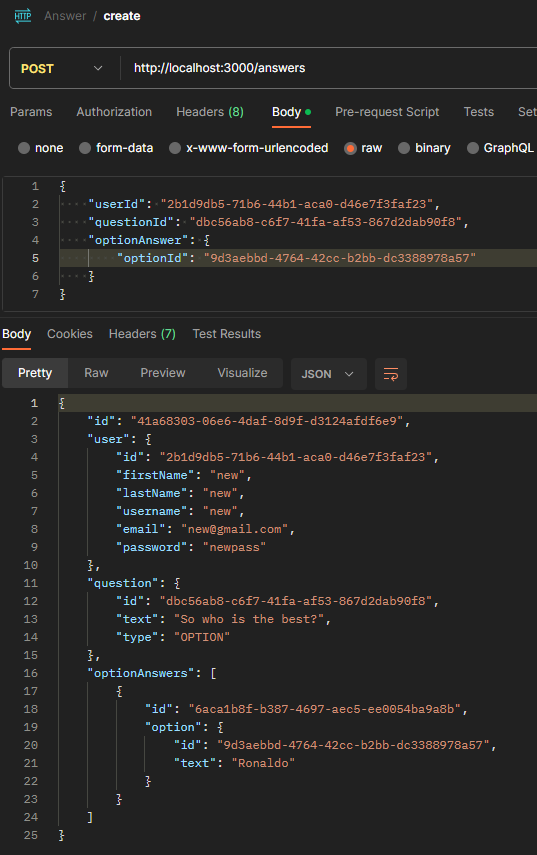 HTTP Answer / create
POST http://localhost:3000/answers
Params Authorization Headers (8) Body Pre-request Script Tests Set
none form-data x-www-form-urlencoded raw binary GraphQL
1 {
2 "userId": "2b1d9db5-71b6-44b1-aca0-d46e7f3faf23",
3 "questionId": "dbc56ab8-c6f7-41fa-af53-867d2dab90f8",
4 "optionAnswer": {
5 "optionId": "9d3aebbd-4764-42cc-b2bb-dc3388978a57"
6 }
7 }
Body Cookies Headers (7) Test Results
Pretty Raw Preview Visualize JSON
1 {
2 "id": "41a68303-06e6-4daf-8d9f-d3124afdf6e9",
3 "user": {
4 "id": "2b1d9db5-71b6-44b1-aca0-d46e7f3faf23",
5 "firstName": "new",
6 "lastName": "new",
7 "username": "new",
8 "email": "new@gmail.com",
9 "password": "newpass"
10 },
11 "question": {
12 "id": "dbc56ab8-c6f7-41fa-af53-867d2dab90f8",
13 "text": "So who is the best?",
14 "type": "OPTION"
15 },
16 "optionAnswers": [
17 {
18 "id": "6aca1b8f-b387-4697-aec5-ee0054ba9a8b",
19 "option": {
20 "id": "9d3aebbd-4764-42cc-b2bb-dc3388978a57",
21 "text": "Ronaldo"
22 }
23 }
24 ]
25 }